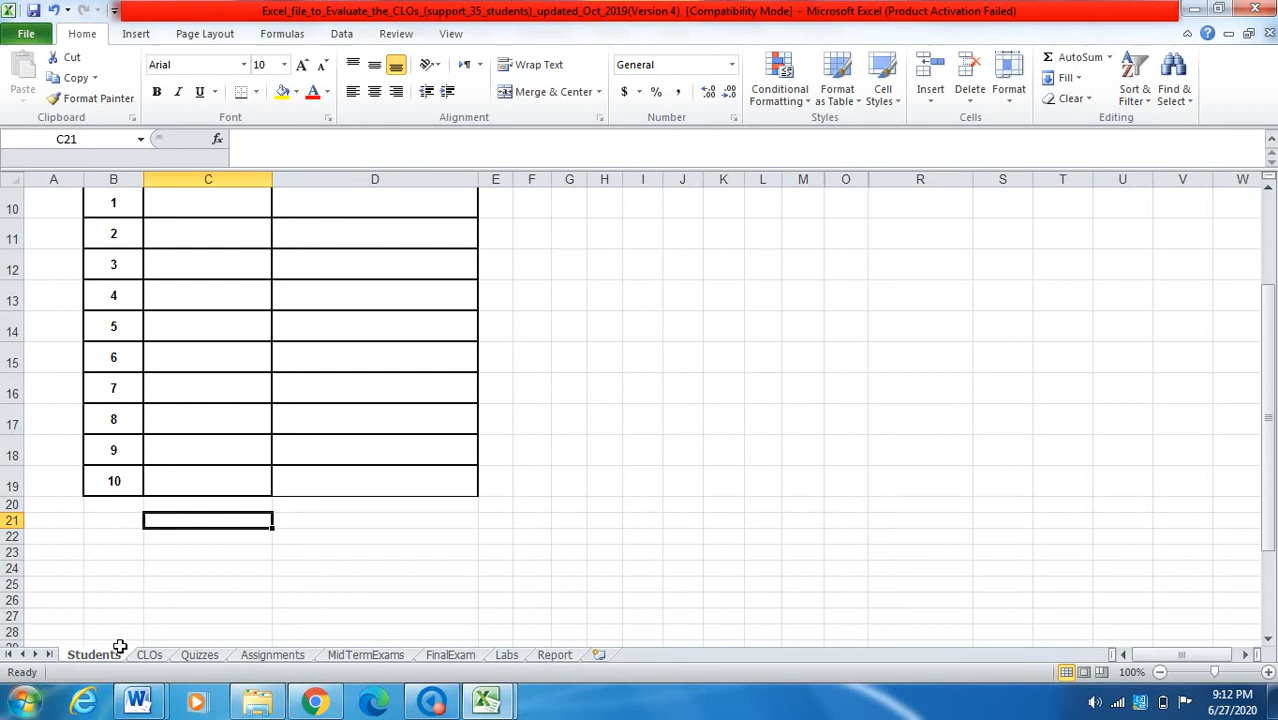 Excel_file_to_Evaluate_the_CLOs_(support_35_students)_updated_Oct_2019(Version 4) [Compatibility Mode] - Microsoft Excel (Product Activation Failed)
File Home Insert Page Layout Formulas Data Review View
Paste Cut Copy Format Painter Clipboard
Arial 10 A A B I U A Font
Wrap Text Merge & Center Alignment
General $ % , .0 .00 .00 .0 Number
Conditional Formatting Format as Table Cell Styles Styles
Insert Delete Format Cells
Σ AutoSum Fill Clear Sort & Filter Find & Select Editing
C21 fx
A B C D E F G H I J K L M O R S T U V W
10 1
11 2
12 3
13 4
14 5
15 6
16 7
17 8
18 9
19 10
20
21
22
23
24
25
26
27
28
Students CLOs Quizzes Assignments MidTermExams FinalExam Labs Report
Ready 100%
9:12 PM
6/27/2020